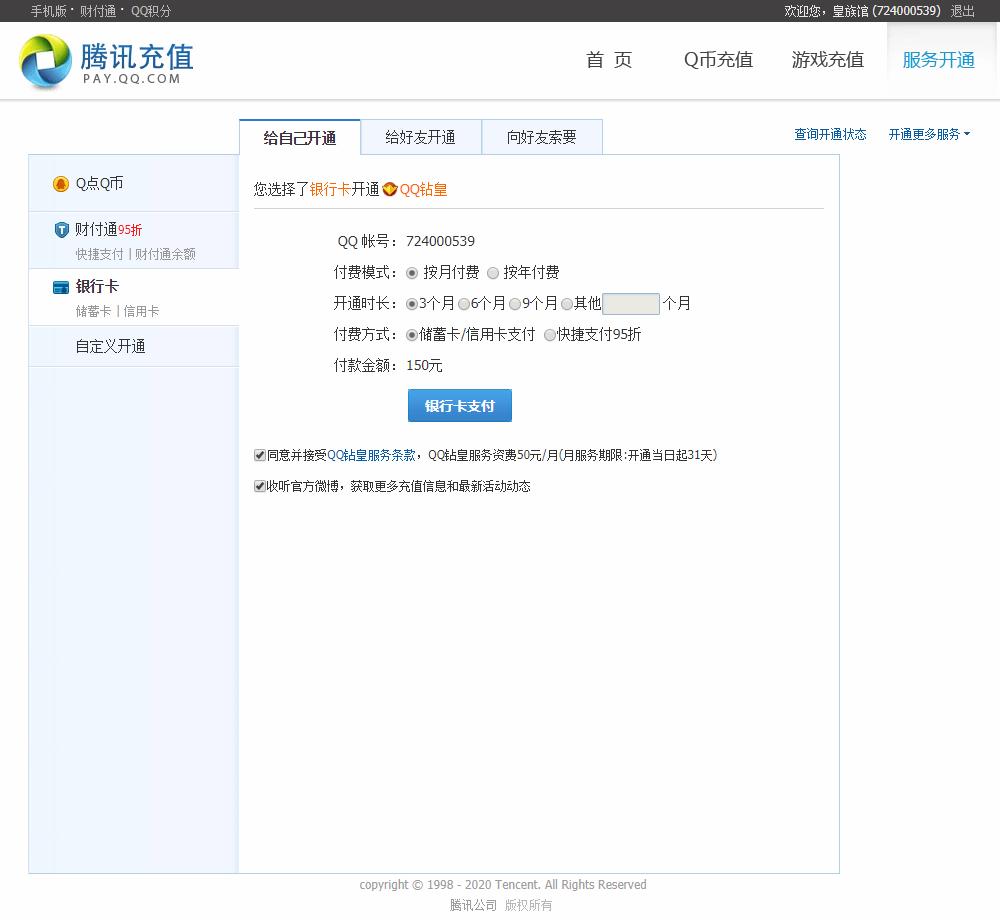 手机版· 财付通· QQ积分
欢迎您，皇族馆 (724000539) 退出
腾讯充值
PAY.QQ.COM
首 页 Q币充值 游戏充值 服务开通
给自己开通 给好友开通 向好友索要
查询开通状态 开通更多服务
Q点Q币
财付通95折
快捷支付 | 财付通余额
银行卡
储蓄卡 | 信用卡
自定义开通
您选择了银行卡开通QQ钻皇
QQ 帐号：724000539
付费模式： 按月付费 按年付费
开通时长： 3个月 6个月 9个月 其他 个月
付费方式： 储蓄卡/信用卡支付 快捷支付95折
付款金额：150元
银行卡支付
同意并接受QQ钻皇服务条款，QQ钻皇服务资费50元/月(月服务期限:开通当日起31天)
收听官方微博，获取更多充值信息和最新活动动态
copyright © 1998 - 2020 Tencent. All Rights Reserved
腾讯公司 版权所有